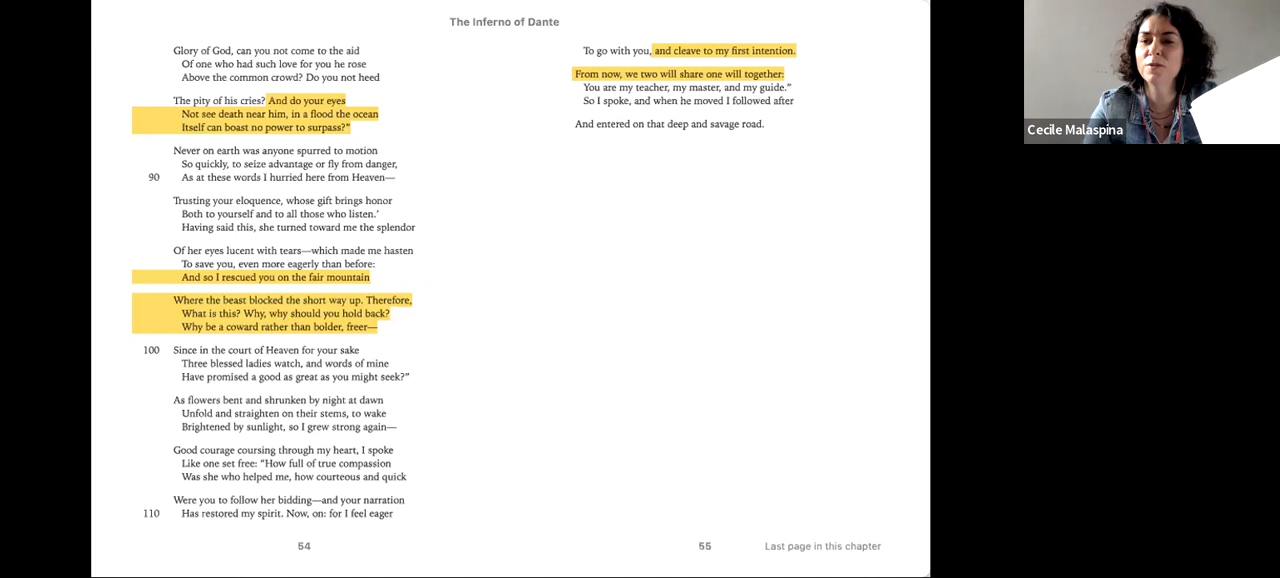 The Inferno of Dante
Glory of God, can you not come to the aid
Of one who had such love for you he rose
Above the common crowd? Do you not heed
The pity of his cries? And do your eyes
Not see death near him, in a flood the ocean
Itself can boast no power to surpass?”
Never on earth was anyone spurred to motion
So quickly, to seize advantage or fly from danger,
90 As at these words I hurried here from Heaven—
Trusting your eloquence, whose gift brings honor
Both to yourself and to all those who listen.’
Having said this, she turned toward me the splendor
Of her eyes lucent with tears—which made me hasten
To save you, even more eagerly than before:
And so I rescued you on the fair mountain
Where the beast blocked the short way up. Therefore,
What is this? Why, why should you hold back?
Why be a coward rather than bolder, freer—
100 Since in the court of Heaven for your sake
Three blessed ladies watch, and words of mine
Have promised a good as great as you might seek?”
As flowers bent and shrunken by night at dawn
Unfold and straighten on their stems, to wake
Brightened by sunlight, so I grew strong again—
Good courage coursing through my heart, I spoke
Like one set free: “How full of true compassion
Was she who helped me, how courteous and quick
Were you to follow her bidding—and your narration
110 Has restored my spirit. Now, on: for I feel eager
54
To go with you, and cleave to my first intention.
From now, we two will share one will together:
You are my teacher, my master, and my guide.”
So I spoke, and when he moved I followed after
And entered on that deep and savage road.
55
Last page in this chapter
Cecile Malaspina